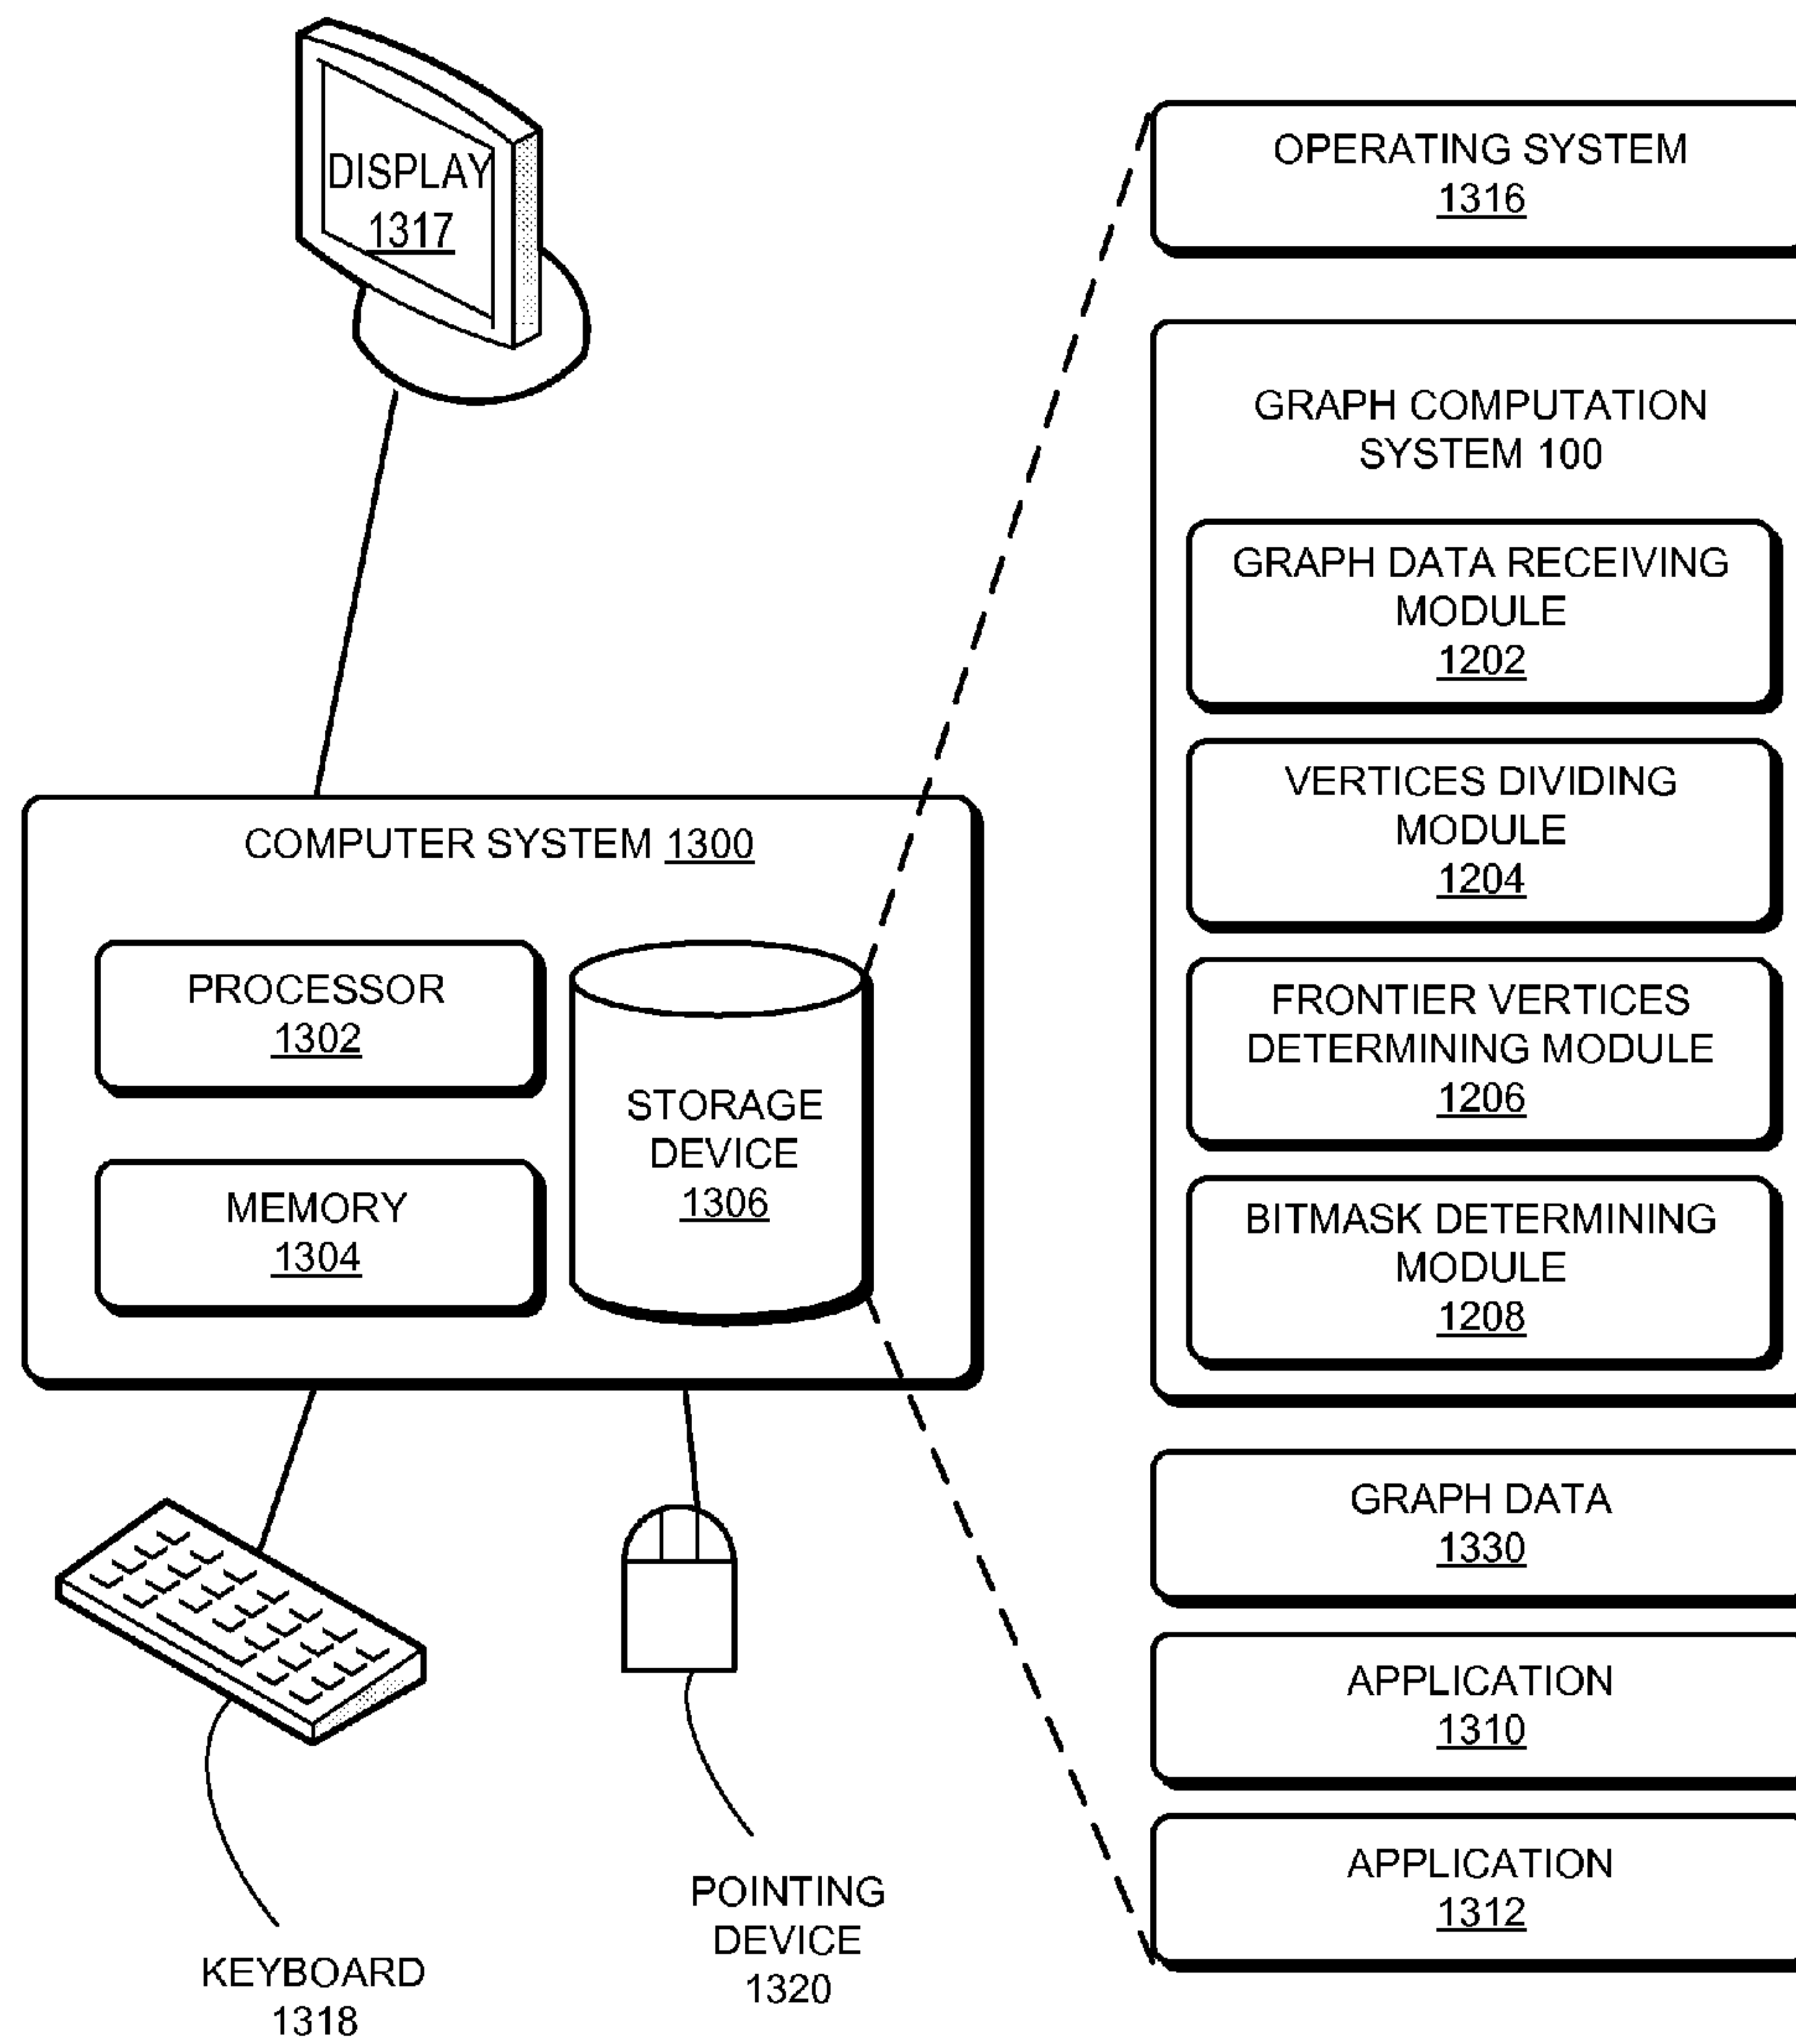 DISPLAY
1317
COMPUTER SYSTEM 1300
PROCESSOR
1302
MEMORY
1304
STORAGE
DEVICE
1306
KEYBOARD
1318
POINTING
DEVICE
1320
OPERATING SYSTEM
1316
GRAPH COMPUTATION
SYSTEM 100
GRAPH DATA RECEIVING
MODULE
1202
VERTICES DIVIDING
MODULE
1204
FRONTIER VERTICES
DETERMINING MODULE
1206
BITMASK DETERMINING
MODULE
1208
GRAPH DATA
1330
APPLICATION
1310
APPLICATION
1312